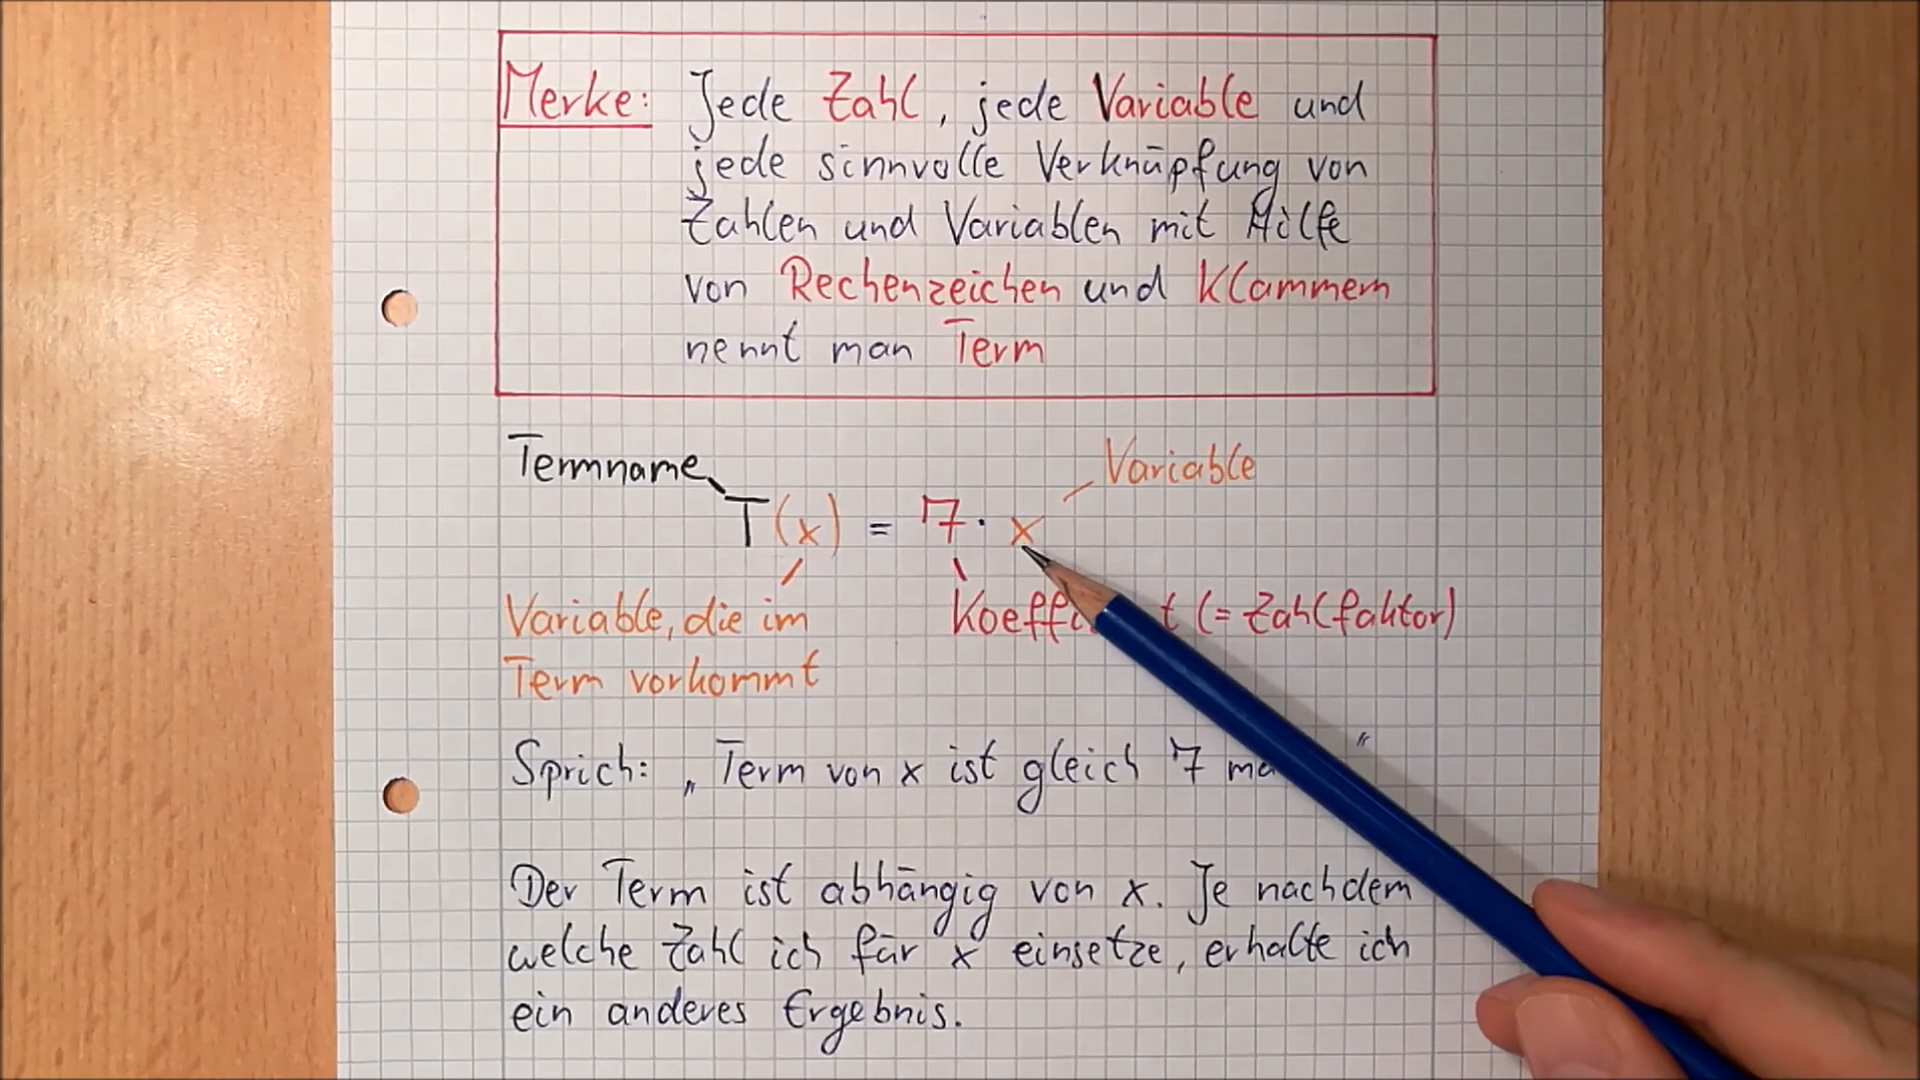 Merke: Jede Zahl, jede Variable und
jede sinnvolle Verknüpfung von
Zahlen und Variablen mit Hilfe
von Rechenzeichen und Klammern
nennt man Term
Termname
Variable
T(x) = 7 · x
Variable, die im
Term vorkommt
(= Zahlfaktor)
Sprich: „Term von x ist gleich 7 "
Der Term ist abhängig von x. Je nachdem
welche Zahl ich für x einsetze, erhalte ich
ein anderes Ergebnis.